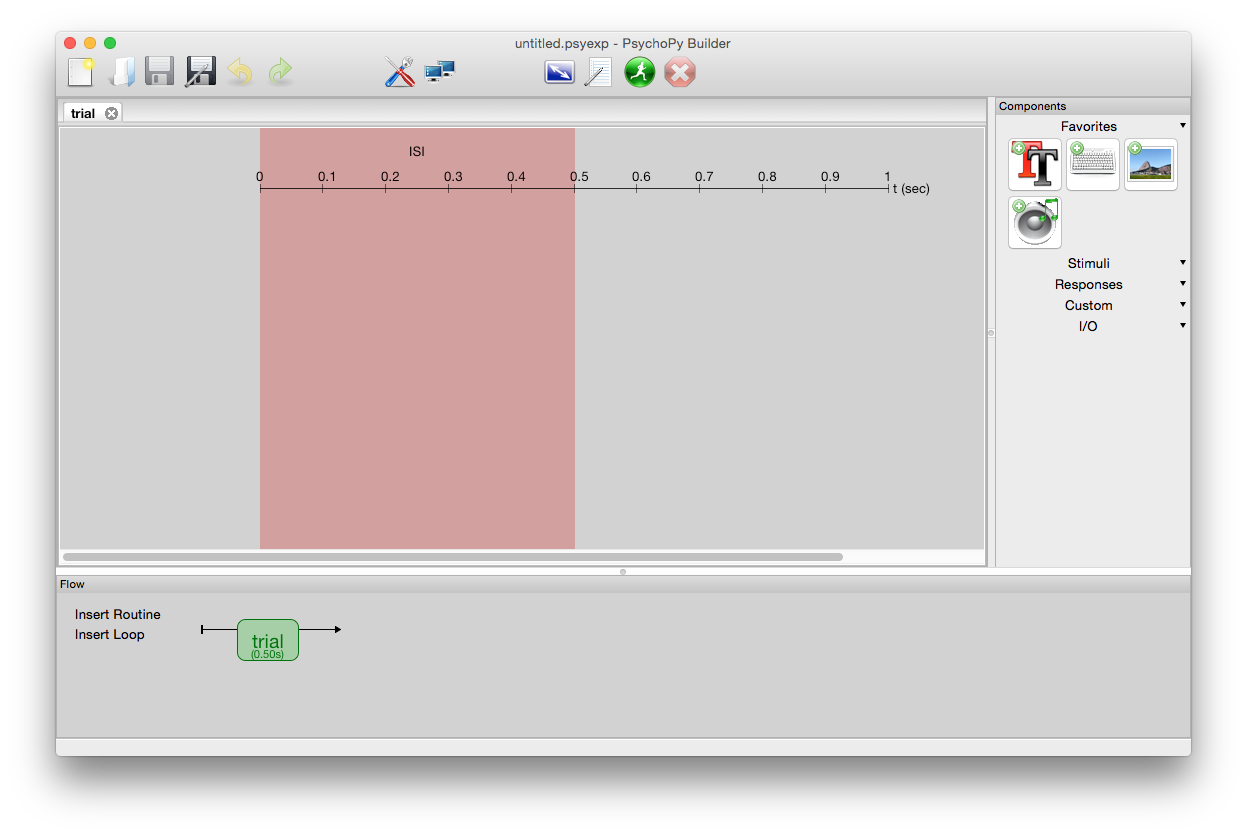 untitled.psyexp - PsychoPy Builder
trial
Components
Favorites
ISI
0 0.1 0.2 0.3 0.4 0.5 0.6 0.7 0.8 0.9 1
t (sec)
Stimuli
Responses
Custom
I/O
Flow
Insert Routine
Insert Loop
trial
(0.50s)